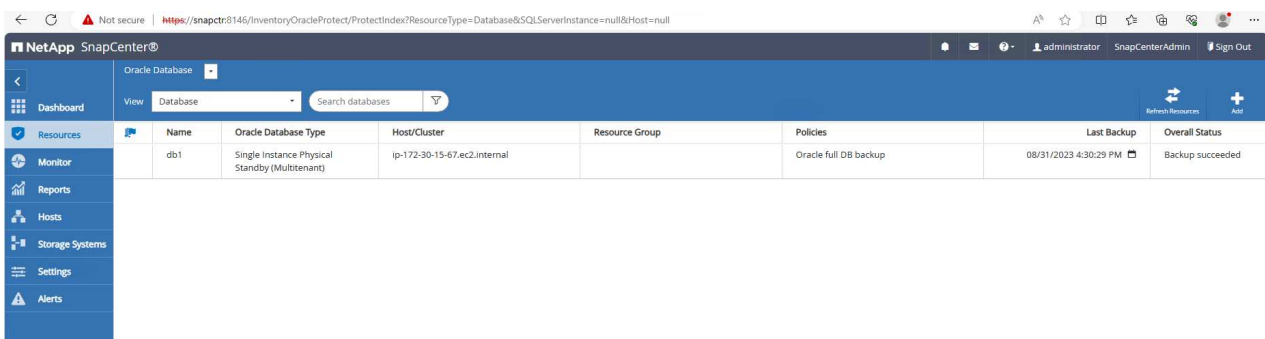 Not secure https://snapctr:8146/InventoryOracleProtect/ProtectIndex?ResourceType=Database&SQLServerInstance=null&Host=null
NetApp SnapCenter®
administrator SnapCenterAdmin Sign Out
Oracle Database
View Database Search databases
Refresh Resources Add
Dashboard
Resources
Monitor
Reports
Hosts
Storage Systems
Settings
Alerts
Name Oracle Database Type Host/Cluster Resource Group Policies Last Backup Overall Status
db1 Single Instance Physical ip-172-30-15-67.ec2.internal Oracle full DB backup 08/31/2023 4:30:29 PM Backup succeeded
Standby (Multitenant)